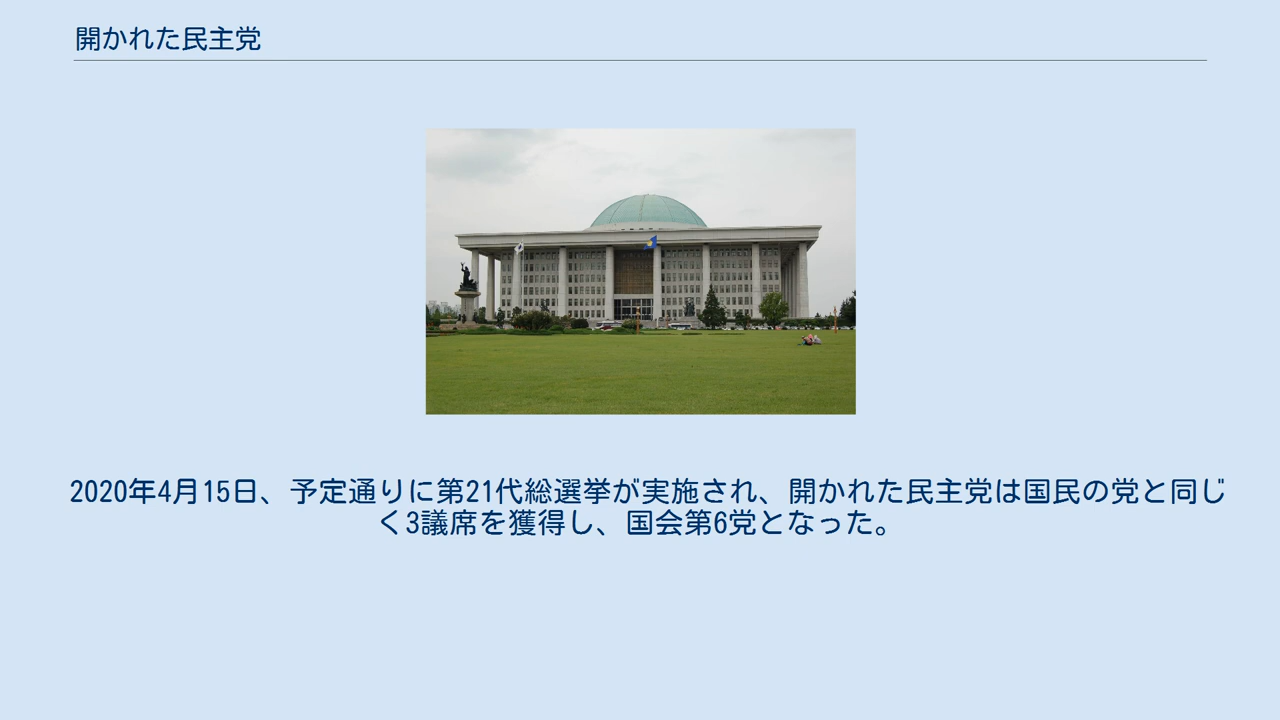 開かれた民主党
2020年4月15日、予定通りに第21代総選挙が実施され、開かれた民主党は国民の党と同じ
く3議席を獲得し、国会第6党となった。